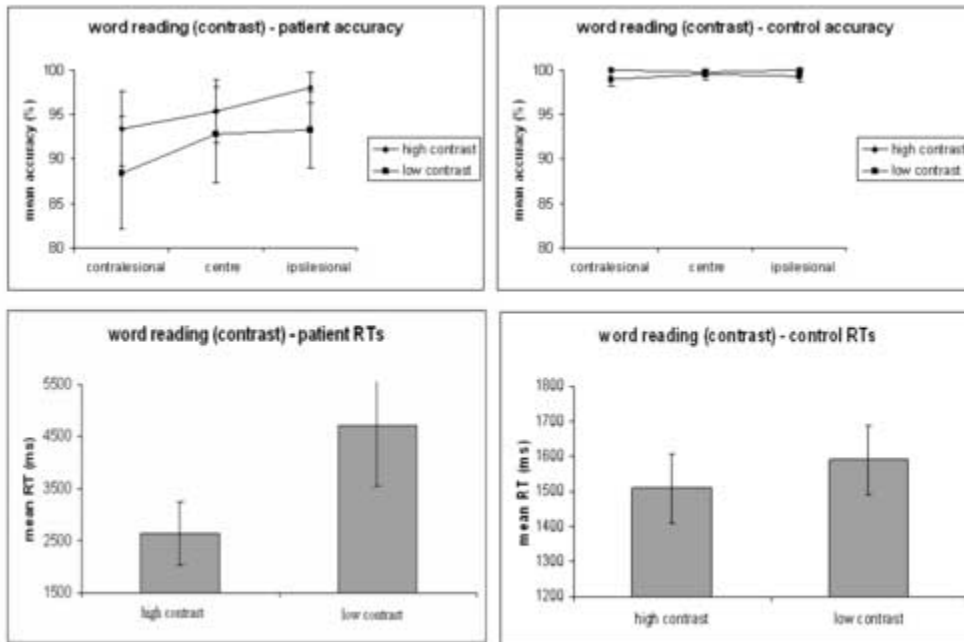 word reading (contrast) - patient accuracy
100
95
90
85
80
mean accuracy (%)
contralesional centre ipsilesional
high contrast
low contrast
word reading (contrast) - control accuracy
100
95
90
85
80
mean accuracy (%)
contralesional centre ipsilesional
high contrast
low contrast
word reading (contrast) - patient RTs
5500
4500
3500
2500
1500
mean RT (ms)
high contrast low contrast
word reading (contrast) - control RTs
1800
1700
1600
1500
1400
1300
1200
mean RT (ms)
high contrast low contrast